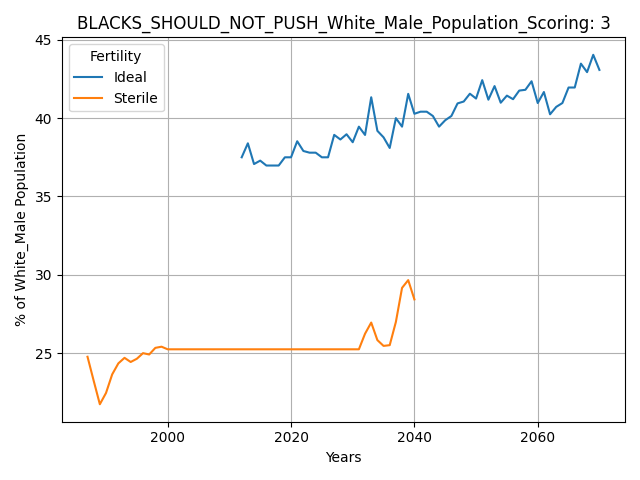 BLACKS_SHOULD_NOT_PUSH_White_Male_Population_Scoring: 3
45
Fertility
Ideal
Sterile
40
35
30
25
% of White_Male Population
2000 2020 2040 2060
Years